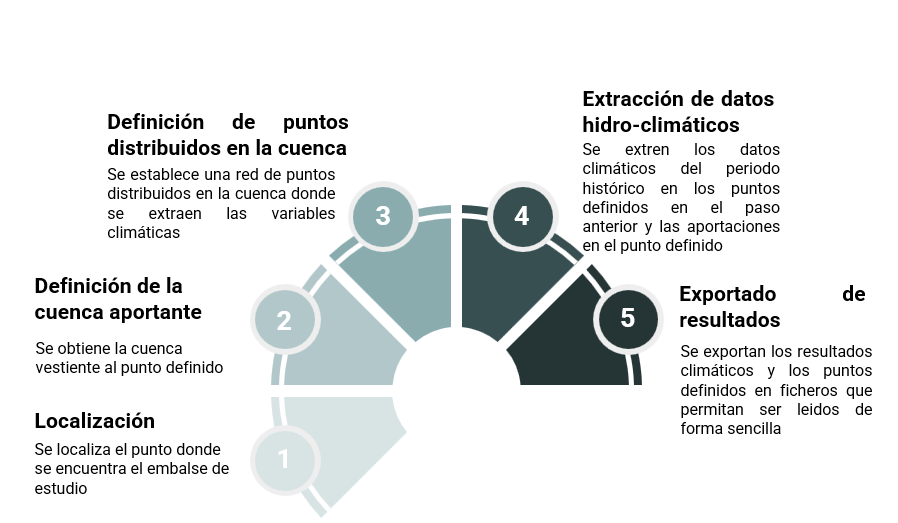 1
Localización
Se localiza el punto donde
se encuentra el embalse de
estudio
2
Definición de la
cuenca aportante
Se obtiene la cuenca
vestiente al punto definido
3
Definición de puntos
distribuidos en la cuenca
Se establece una red de puntos
distribuidos en la cuenca donde
se extraen las variables
climáticas
4
Extracción de datos
hidro-climáticos
Se extren los datos
climáticos del periodo
histórico en los puntos
definidos en el paso
anterior y las aportaciones
en el punto definido
5
Exportado de
resultados
Se exportan los resultados
climáticos y los puntos
definidos en ficheros que
permitan ser leidos de
forma sencilla